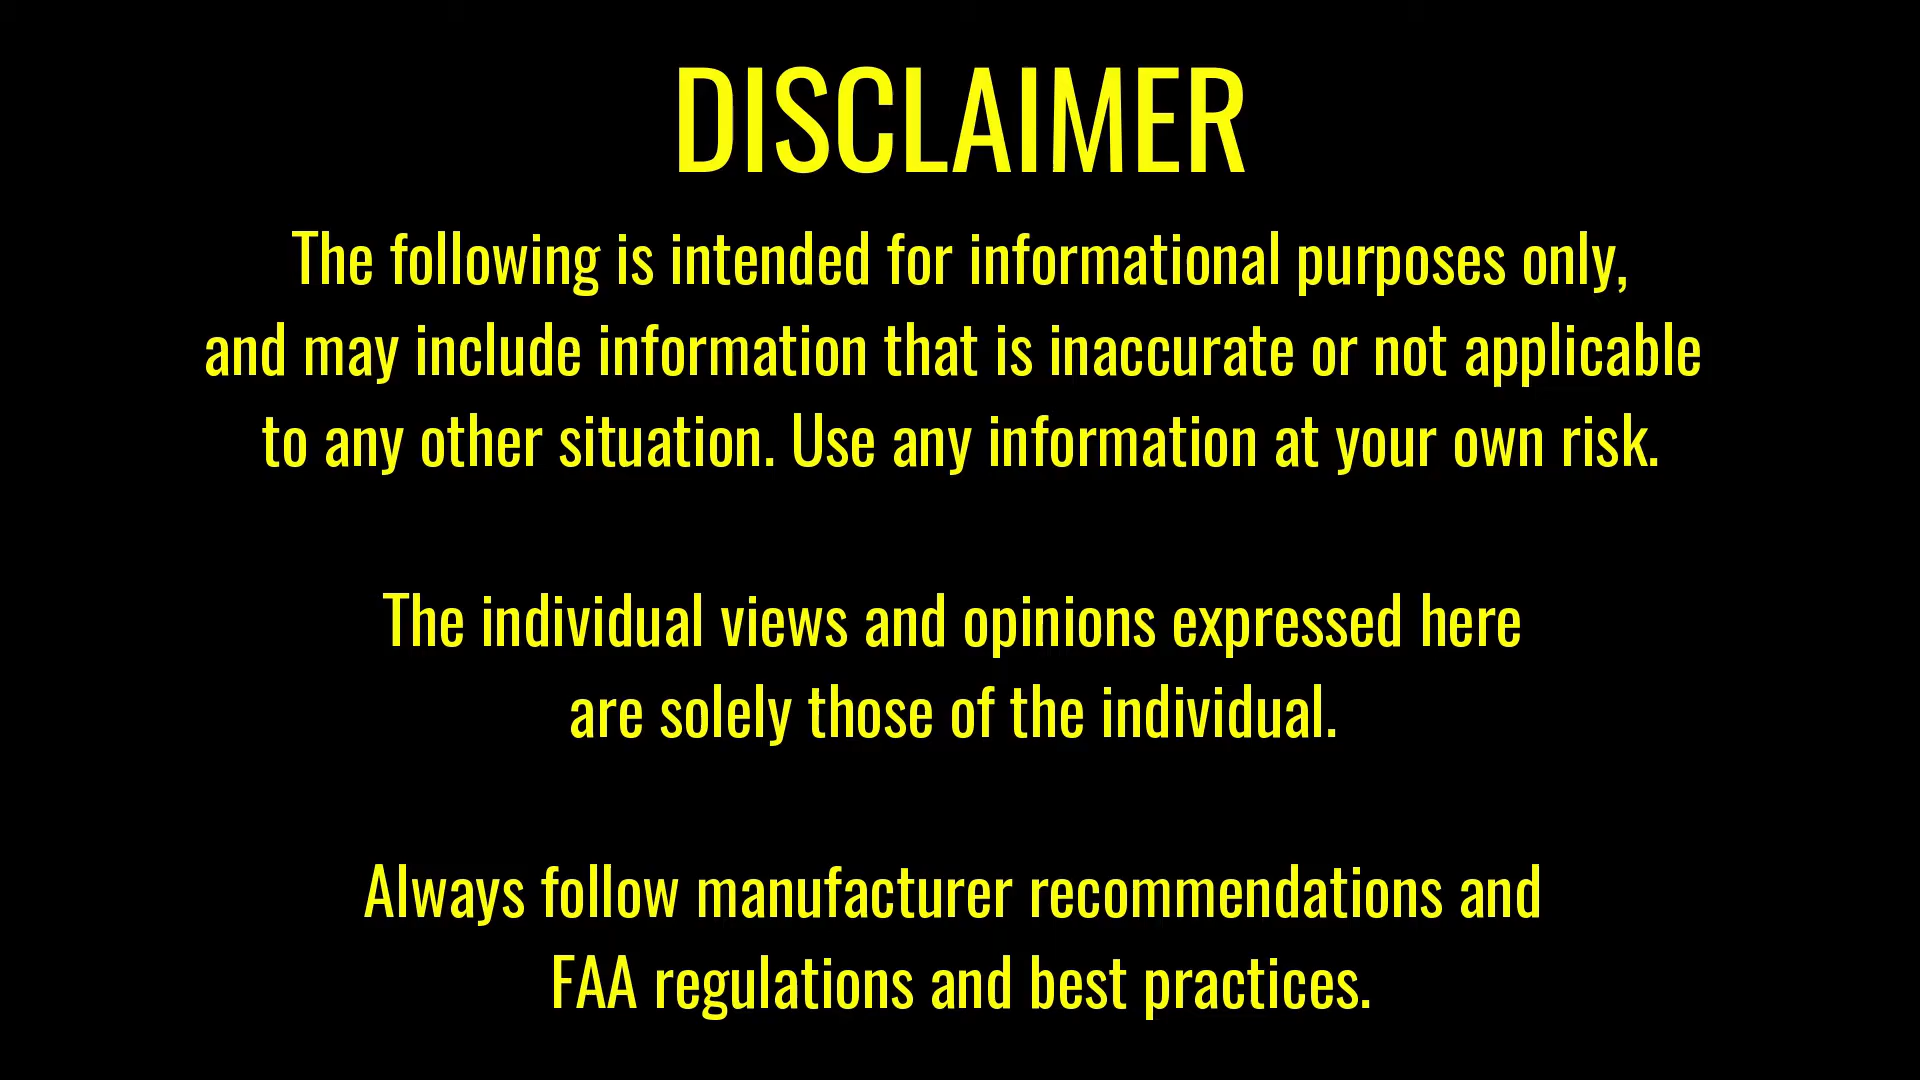 DISCLAIMER
The following is intended for informational purposes only,
and may include information that is inaccurate or not applicable
to any other situation. Use any information at your own risk.
The individual views and opinions expressed here
are solely those of the individual.
Always follow manufacturer recommendations and
FAA regulations and best practices.